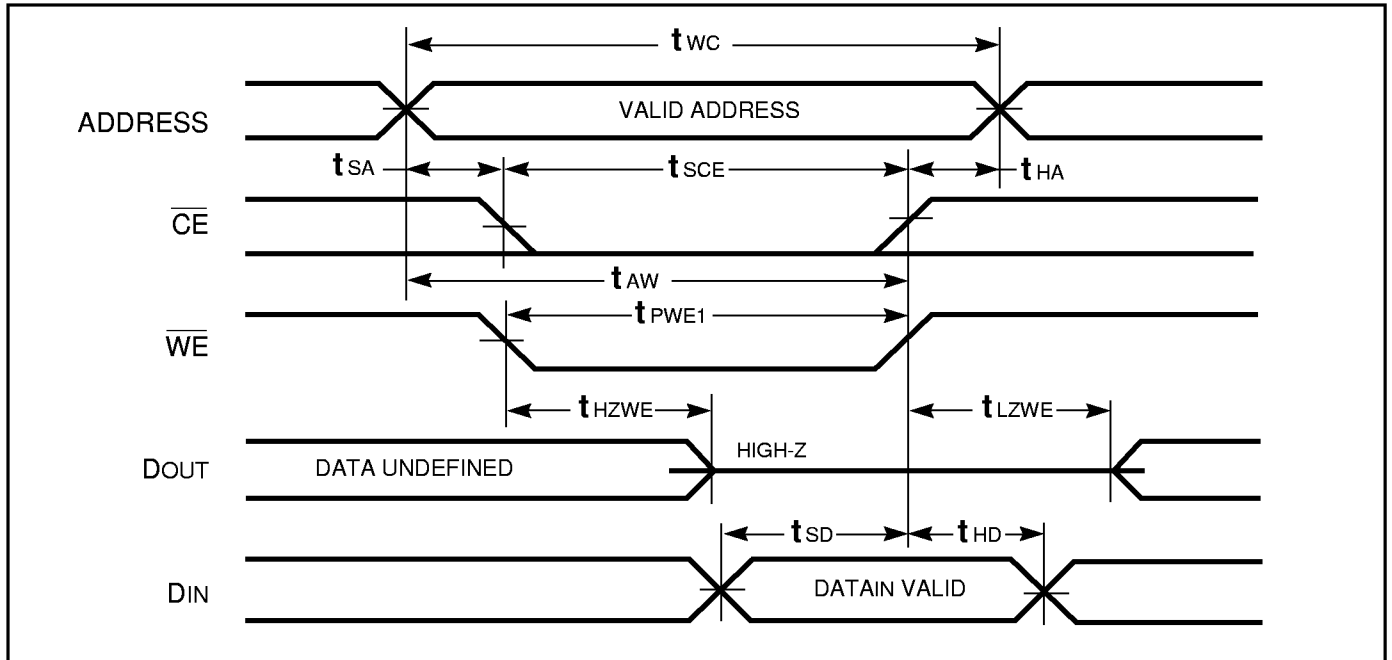 tWC
ADDRESS
VALID ADDRESS
tSA
tSCE
tHA
CE
tAW
tPWE1
WE
tHZWE
tLZWE
DOUT
DATA UNDEFINED
HIGH-Z
tSD
tHD
DIN
DATAIN VALID